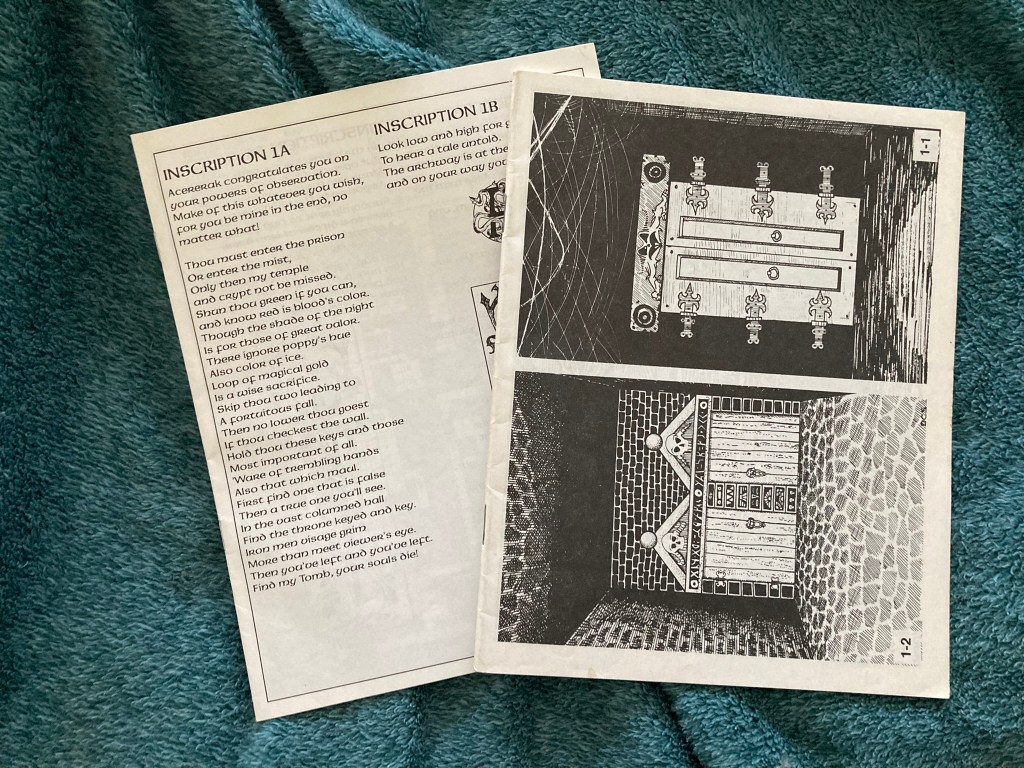 INSCRIPTION 1A
Acererak congratulates you on
your powers of observation.
Make of this whatever you wish,
for you be mine in the end, no
matter what!
Thou must enter the prison
Or enter the mist,
Only then my temple
and crypt not be missed.
Shun thou green if you can,
and know red is blood's color.
Though the shade of the night
Is for those of great valor.
There ignore poppy's hue
Also color of ice.
Loop of magical gold
Is a wise sacrifice.
Skip thou two leading to
A fortuitous fall.
Then no lower thou goest
If thou checkest the wall.
Hold thou these keys and those
Most important of all.
'Ware of trembling hands
Also that which maul.
First find one that is false
Then a true one you'll see.
In the vast columned hall
Find the throne keyed and key.
Iron men visage grim
More than meet viewer's eye.
Then you've left and you've left.
Find my Tomb, your souls die!
INSCRIPTION 1B
Look low and high for
To hear a tale untold.
The archway is at the
and on your way you
1-1
1-2
DCS